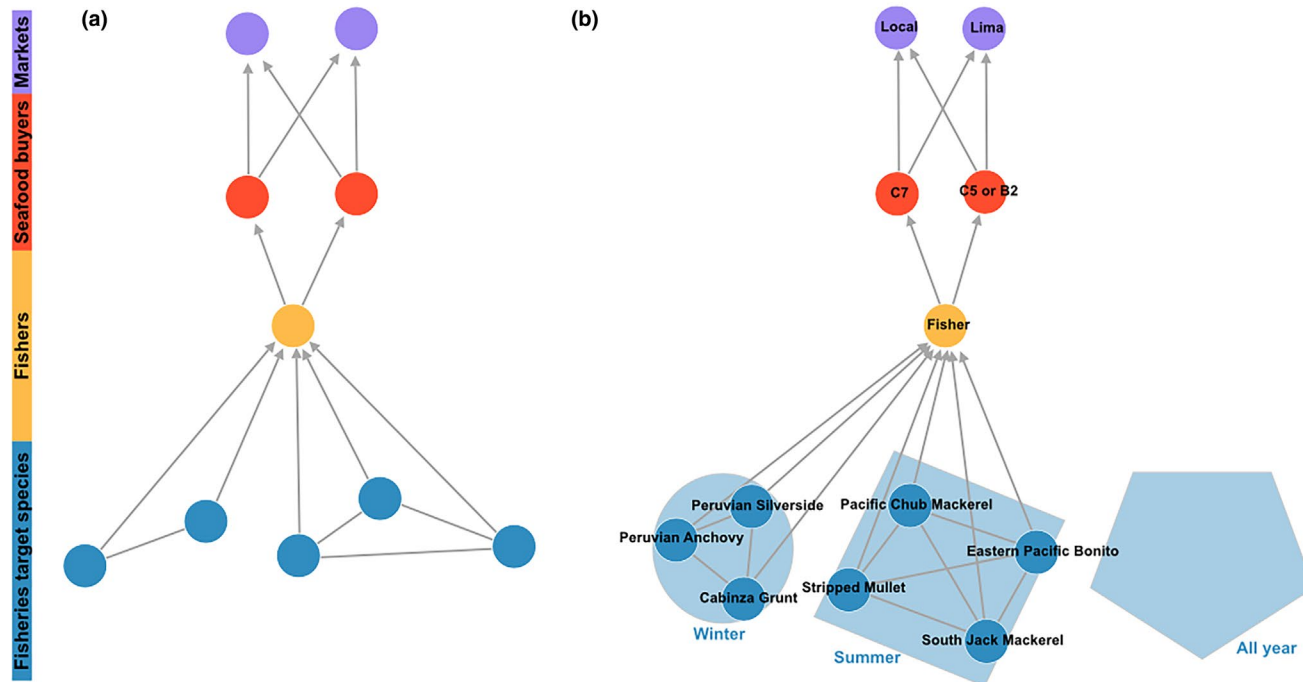 (a)
Markets
Seafood buyers
Fishers
Fisheries target species
(b)
Local
Lima
C7
C5 or B2
Fisher
Peruvian Silverside
Peruvian Anchovy
Cabinza Grunt
Winter
Pacific Chub Mackerel
Eastern Pacific Bonito
Stripped Mullet
South Jack Mackerel
Summer
All year